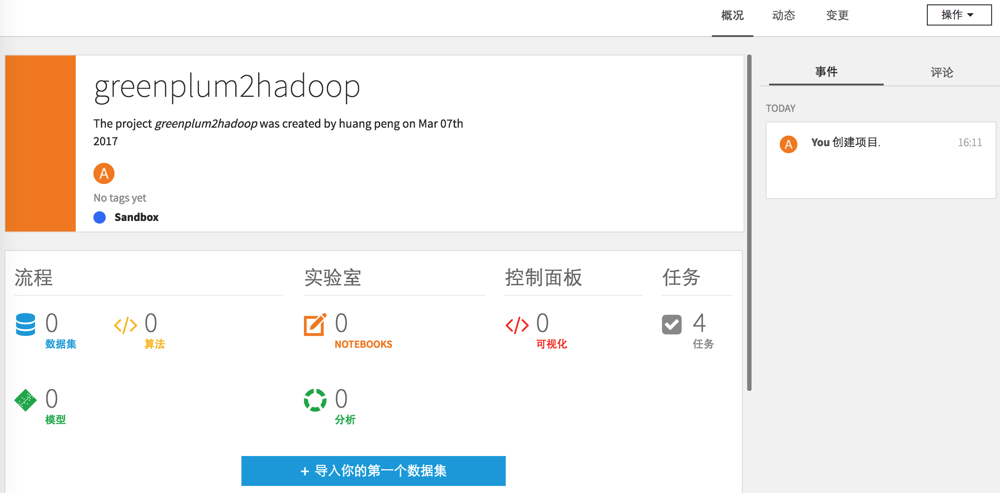 概况 动态 变更 操作
greenplum2hadoop
The project greenplum2hadoop was created by huang peng on Mar 07th
2017
A
No tags yet
Sandbox
事件 评论
TODAY
A You 创建项目. 16:11
流程 实验室 控制面板 任务
0 0 0 0 4
数据集 算法 NOTEBOOKS 可视化 任务
0 0
模型 分析
+ 导入你的第一个数据集